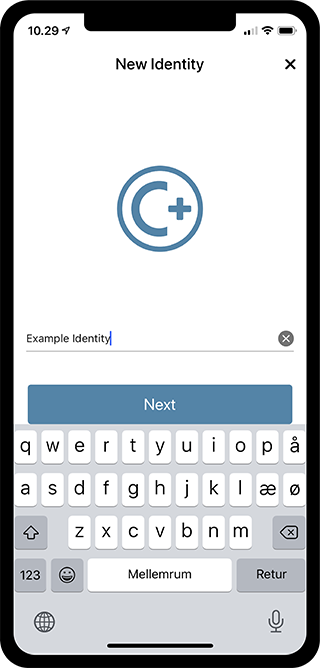 10.29
New Identity
C+
Example Identity
Next
q w e r t y u i o p å
a s d f g h j k l æ ø
z x c v b n m
123 Mellemrum Retur